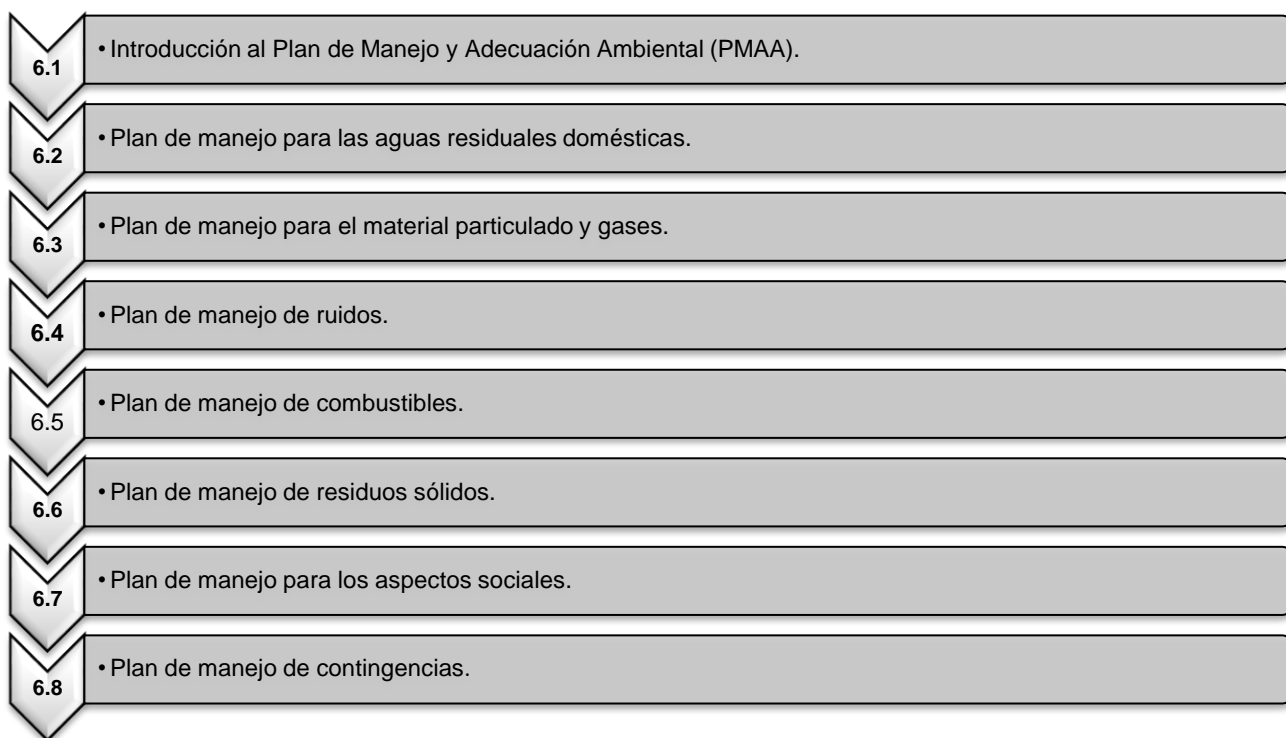 6.1 • Introducción al Plan de Manejo y Adecuación Ambiental (PMAA).
6.2 • Plan de manejo para las aguas residuales domésticas.
6.3 • Plan de manejo para el material particulado y gases.
6.4 • Plan de manejo de ruidos.
6.5 • Plan de manejo de combustibles.
6.6 • Plan de manejo de residuos sólidos.
6.7 • Plan de manejo para los aspectos sociales.
6.8 • Plan de manejo de contingencias.